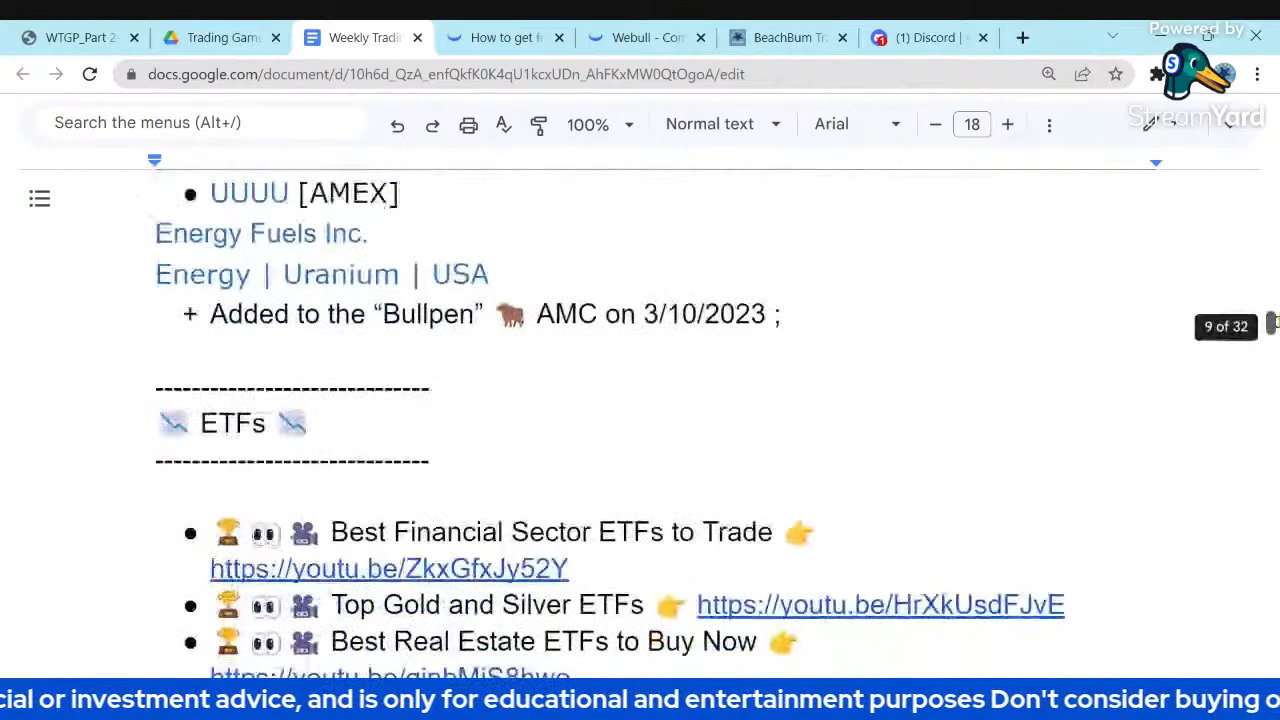 Powered by
StreamYard
WTGP_Part 2
Trading Game
Weekly Tradi
How to get f
Webull - Com
BeachBum Tr
(1) Discord |
docs.google.com/document/d/10h6d_QzA_enfQkK0K4qU1kcxUDn_AhFKxMW0QtOgoA/edit
Search the menus (Alt+/)
100%
Normal text
Arial
18
● UUUU [AMEX]
Energy Fuels Inc.
Energy | Uranium | USA
+ Added to the “Bullpen” 🐂 AMC on 3/10/2023 ;
9 of 32
-----------------------------
📉 ETFs 📉
-----------------------------
● 🏆 👀 🎥 Best Financial Sector ETFs to Trade 👉
https://youtu.be/ZkxGfxJy52Y
● 🏆 👀 🎥 Top Gold and Silver ETFs 👉 https://youtu.be/HrXkUsdFJvE
● 🏆 👀 🎥 Best Real Estate ETFs to Buy Now 👉
cial or investment advice, and is only for educational and entertainment purposes Don't consider buying o